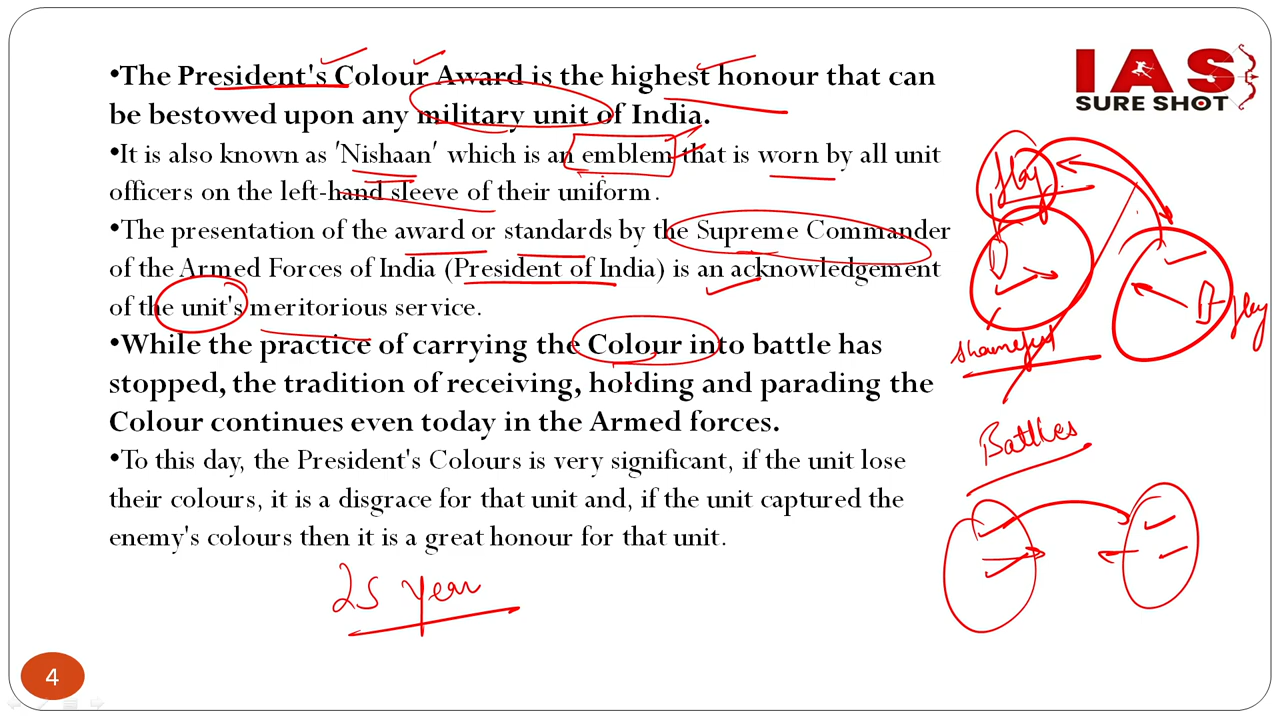 •The President's Colour Award is the highest honour that can
be bestowed upon any military unit of India.
•It is also known as 'Nishaan' which is an emblem that is worn by all unit
officers on the left-hand sleeve of their uniform.
•The presentation of the award or standards by the Supreme Commander
of the Armed Forces of India (President of India) is an acknowledgement
of the unit's meritorious service.
•While the practice of carrying the Colour into battle has
stopped, the tradition of receiving, holding and parading the
Colour continues even today in the Armed forces.
•To this day, the President's Colours is very significant, if the unit lose
their colours, it is a disgrace for that unit and, if the unit captured the
enemy's colours then it is a great honour for that unit.
25 year
4
IAS
SURE SHOT
flag
B-flag
shameful
Battles